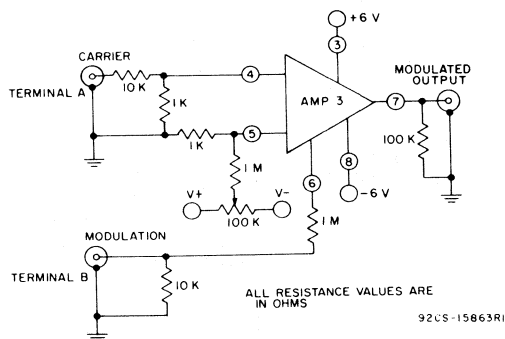 +6 V
3
CARRIER
MODULATED
OUTPUT
4
7
TERMINAL A
10 K
AMP 3
1 K
1 K
5
100 K
8
1 M
6
V+
V-
-6 V
100 K
1 M
MODULATION
TERMINAL B
10 K
ALL RESISTANCE VALUES ARE
IN OHMS
92CS-15863R1